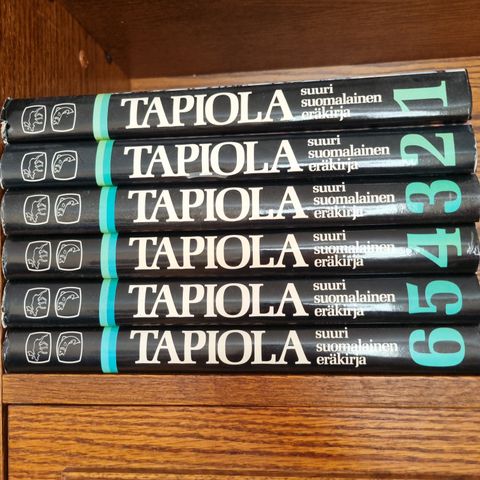 TAPIOLA suuri suomalainen eräkirja 1
TAPIOLA suuri suomalainen eräkirja 2
TAPIOLA suuri suomalainen eräkirja 3
TAPIOLA suuri suomalainen eräkirja 4
TAPIOLA suuri suomalainen eräkirja 5
TAPIOLA suuri suomalainen eräkirja 6